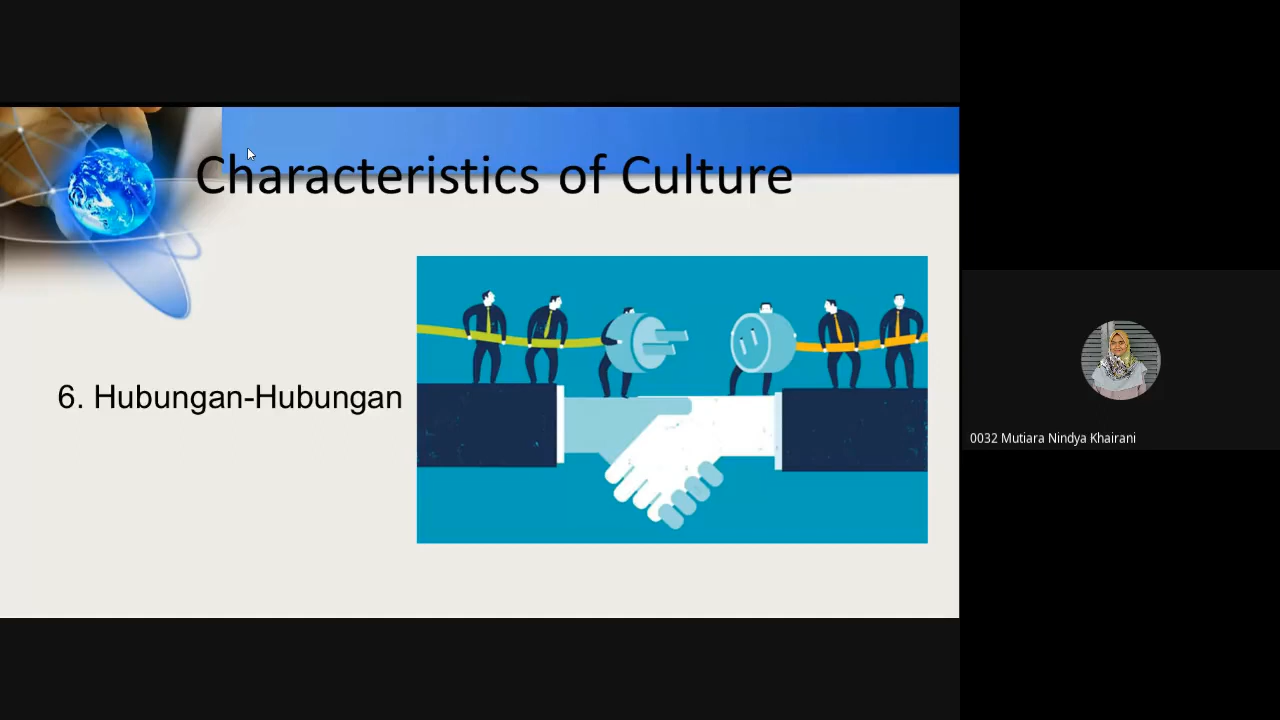 Characteristics of Culture
6. Hubungan-Hubungan
0032 Mutiara Nindya Khairani